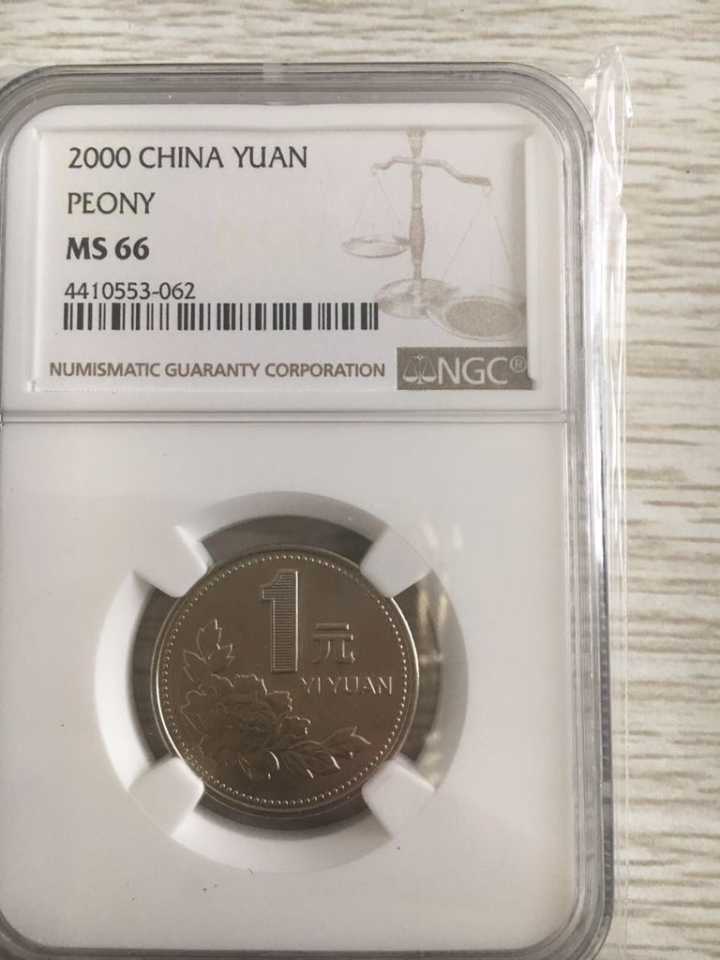 2000 CHINA YUAN
PEONY
MS 66
4410553-062
NUMISMATIC GUARANTY CORPORATION NGC®
1元
YI YUAN